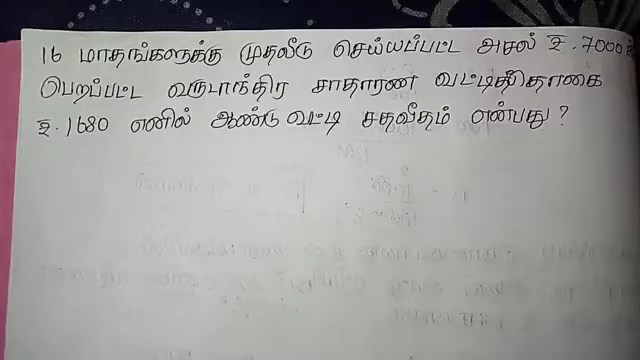 16 மாதங்களுக்கு முதலீடு செய்யப்பட்ட அசல் ரூ.7000க்கு
பெறப்பட்ட வருடாந்திர சாதாரண வட்டித்தொகை
ரூ.1680 எனில் ஆண்டு வட்டி சதவீதம் என்பது?